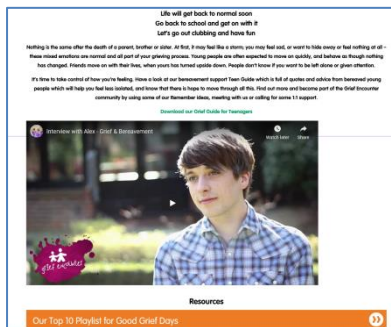 Life will get back to normal soon
Go back to school and get on with it
Let's go out clubbing and have fun
Nothing is the same after the death of a parent, brother or sister. At first, it may feel like a storm, you may feel sad, or want to hide away or feel nothing at all -
these mixed emotions are normal and all part of your grieving process. Young people are often expected to move on quickly, and behave as though nothing
has changed. Friends move on with their lives, when yours has turned upside down. People don't know if you want to be left alone or given attention.
It's time to take control of how you're feeling. Have a look at our bereavement support Teen Guide which is full of quotes and advice from bereaved young
people which will help you feel less isolated, and know that there is hope to move through all this. Find out more and become part of the Grief Encounter
community by using some of our Remember ideas, meeting with us or calling for some 1:1 support.
Download our Grief Guide for Teenagers
Interview with Alex - Grief & Bereavement
Watch later
Share
grief encounter
Resources
Our Top 10 Playlist for Good Grief Days